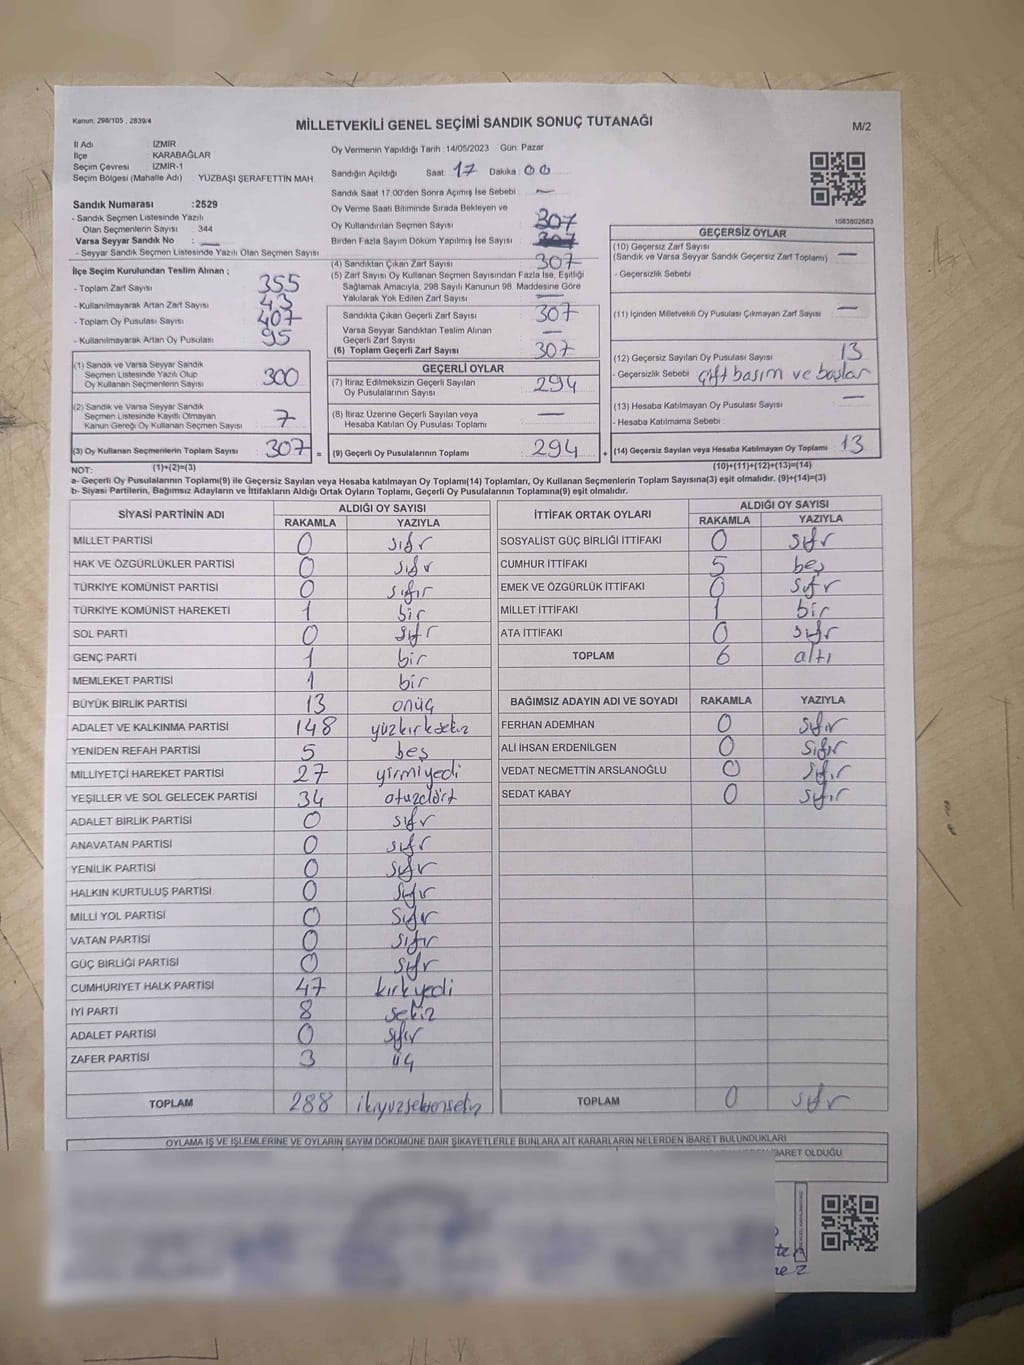 Kanun: 298/105 , 2839/4
MİLLETVEKİLİ GENEL SEÇİMİ SANDIK SONUÇ TUTANAĞI
M/2
İl Adı İZMİR
İlçe KARABAĞLAR
Seçim Çevresi İZMİR-1
Seçim Bölgesi (Mahalle Adı) : YÜZBAŞI ŞERAFETTİN MAH
Sandık Numarası :2529
- Sandık Seçmen Listesinde Yazılı
Olan Seçmenlerin Sayısı : 344
Varsa Seyyar Sandık No : —
- Seyyar Sandık Seçmen Listesinde Yazılı Olan Seçmen Sayısı
Oy Vermenin Yapıldığı Tarih : 14/05/2023 Gün: Pazar
Sandığın Açıldığı Saat: 17 Dakika : 00
Sandık Saat 17.00'den Sonra Açımış İse Sebebi : —
Oy Verme Saati Bitiminde Sırada Bekleyen ve
Oy Kullandırılan Seçmen Sayısı 307
Birden Fazla Sayım Döküm Yapılmış İse Sayısı 307
1083602663
İlçe Seçim Kurulundan Teslim Alınan ;
- Toplam Zarf Sayısı 355
- Kullanılmayarak Artan Zarf Sayısı 43
- Toplam Oy Pusulası Sayısı 407
- Kullanılmayarak Artan Oy Pusulası 95
(1) Sandık ve Varsa Seyyar Sandık
Seçmen Listesinde Yazılı Olup
Oy Kullanan Seçmenlerin Sayısı 300
(2) Sandık ve Varsa Seyyar Sandık
Seçmen Listesinde Kayıtlı Olmayan
Kanun Gereği Oy Kullanan Seçmen Sayısı 7
(3) Oy Kullanan Seçmenlerin Toplam Sayısı 307 =
(1)+(2)=(3)
(4) Sandıktan Çıkan Zarf Sayısı 307
(5) Zarf Sayısı Oy Kullanan Seçmen Sayısından Fazla İse, Eşitliği
Sağlamak Amacıyla, 298 Sayılı Kanunun 98. Maddesine Göre
Yakılarak Yok Edilen Zarf Sayısı —
Sandıkta Çıkan Geçerli Zarf Sayısı 307
Varsa Seyyar Sandıktan Teslim Alınan
Geçerli Zarf Sayısı —
(6) Toplam Geçerli Zarf Sayısı 307
GEÇERLİ OYLAR
(7) İtiraz Edilmeksizin Geçerli Sayılan
Oy Pusulalarının Sayısı 294
(8) İtiraz Üzerine Geçerli Sayılan veya
Hesaba Katılan Oy Pusulası Toplamı —
(9) Geçerli Oy Pusulalarının Toplamı 294 +
GEÇERSİZ OYLAR
(10) Geçersiz Zarf Sayısı —
(Sandık ve Varsa Seyyar Sandık Geçersiz Zarf Toplamı)
- Geçersizlik Sebebi
(11) İçinden Milletvekili Oy Pusulası Çıkmayan Zarf Sayısı —
(12) Geçersiz Sayılan Oy Pusulası Sayısı 13
- Geçersizlik Sebebi çift basım ve boşlar
(13) Hesaba Katılmayan Oy Pusulası Sayısı —
- Hesaba Katılmama Sebebi
(14) Geçersiz Sayılan veya Hesaba Katılmayan Oy Toplamı 13
(10)+(11)+(12)+(13)=(14)
NOT:
a- Geçerli Oy Pusulalarının Toplamı(9) ile Geçersiz Sayılan veya Hesaba katılmayan Oy Toplamı(14) Toplamları, Oy Kullanan Seçmenlerin Toplam Sayısına(3) eşit olmalıdır. (9)+(14)=(3)
b- Siyasi Partilerin, Bağımsız Adayların ve İttifakların Aldığı Ortak Oyların Toplamı, Geçerli Oy Pusulalarının Toplamına(9) eşit olmalıdır.
SİYASİ PARTİNİN ADI ALDIĞI OY SAYISI
RAKAMLA YAZIYLA
MİLLET PARTİSİ 0 sıfır
HAK VE ÖZGÜRLÜKLER PARTİSİ 0 sıfır
TÜRKİYE KOMÜNİST PARTİSİ 0 sıfır
TÜRKİYE KOMÜNİST HAREKETİ 1 bir
SOL PARTİ 0 sıfır
GENÇ PARTİ 1 bir
MEMLEKET PARTİSİ 1 bir
BÜYÜK BİRLİK PARTİSİ 13 onüç
ADALET VE KALKINMA PARTİSİ 148 yüzkırksekiz
YENİDEN REFAH PARTİSİ 5 beş
MİLLİYETÇİ HAREKET PARTİSİ 27 yirmiyedi
YEŞİLLER VE SOL GELECEK PARTİSİ 34 otuzdört
ADALET BİRLİK PARTİSİ 0 sıfır
ANAVATAN PARTİSİ 0 sıfır
YENİLİK PARTİSİ 0 sıfır
HALKIN KURTULUŞ PARTİSİ 0 sıfır
MİLLİ YOL PARTİSİ 0 sıfır
VATAN PARTİSİ 0 sıfır
GÜÇ BİRLİĞİ PARTİSİ 0 sıfır
CUMHURİYET HALK PARTİSİ 47 kırkyedi
İYİ PARTİ 8 sekiz
ADALET PARTİSİ 0 sıfır
ZAFER PARTİSİ 3 üç
TOPLAM 288 ikiyüzseksensekiz
İTTİFAK ORTAK OYLARI ALDIĞI OY SAYISI
RAKAMLA YAZIYLA
SOSYALİST GÜÇ BİRLİĞİ İTTİFAKI 0 sıfır
CUMHUR İTTİFAKI 5 beş
EMEK VE ÖZGÜRLÜK İTTİFAKI 0 sıfır
MİLLET İTTİFAKI 1 bir
ATA İTTİFAKI 0 sıfır
TOPLAM 6 altı
BAĞIMSIZ ADAYIN ADI VE SOYADI RAKAMLA YAZIYLA
FERHAN ADEMHAN 0 sıfır
ALİ İHSAN ERDENİLGEN 0 sıfır
VEDAT NECMETTİN ARSLANOĞLU 0 sıfır
SEDAT KABAY 0 sıfır
TOPLAM 0 sıfır
OYLAMA İŞ VE İŞLEMLERİNE VE OYLARIN SAYIM DÖKÜMÜNE DAİR ŞİKAYETLERLE BUNLARA AİT KARARLARIN NELERDEN İBARET BULUNDUKLARI
İBARET OLDUĞU